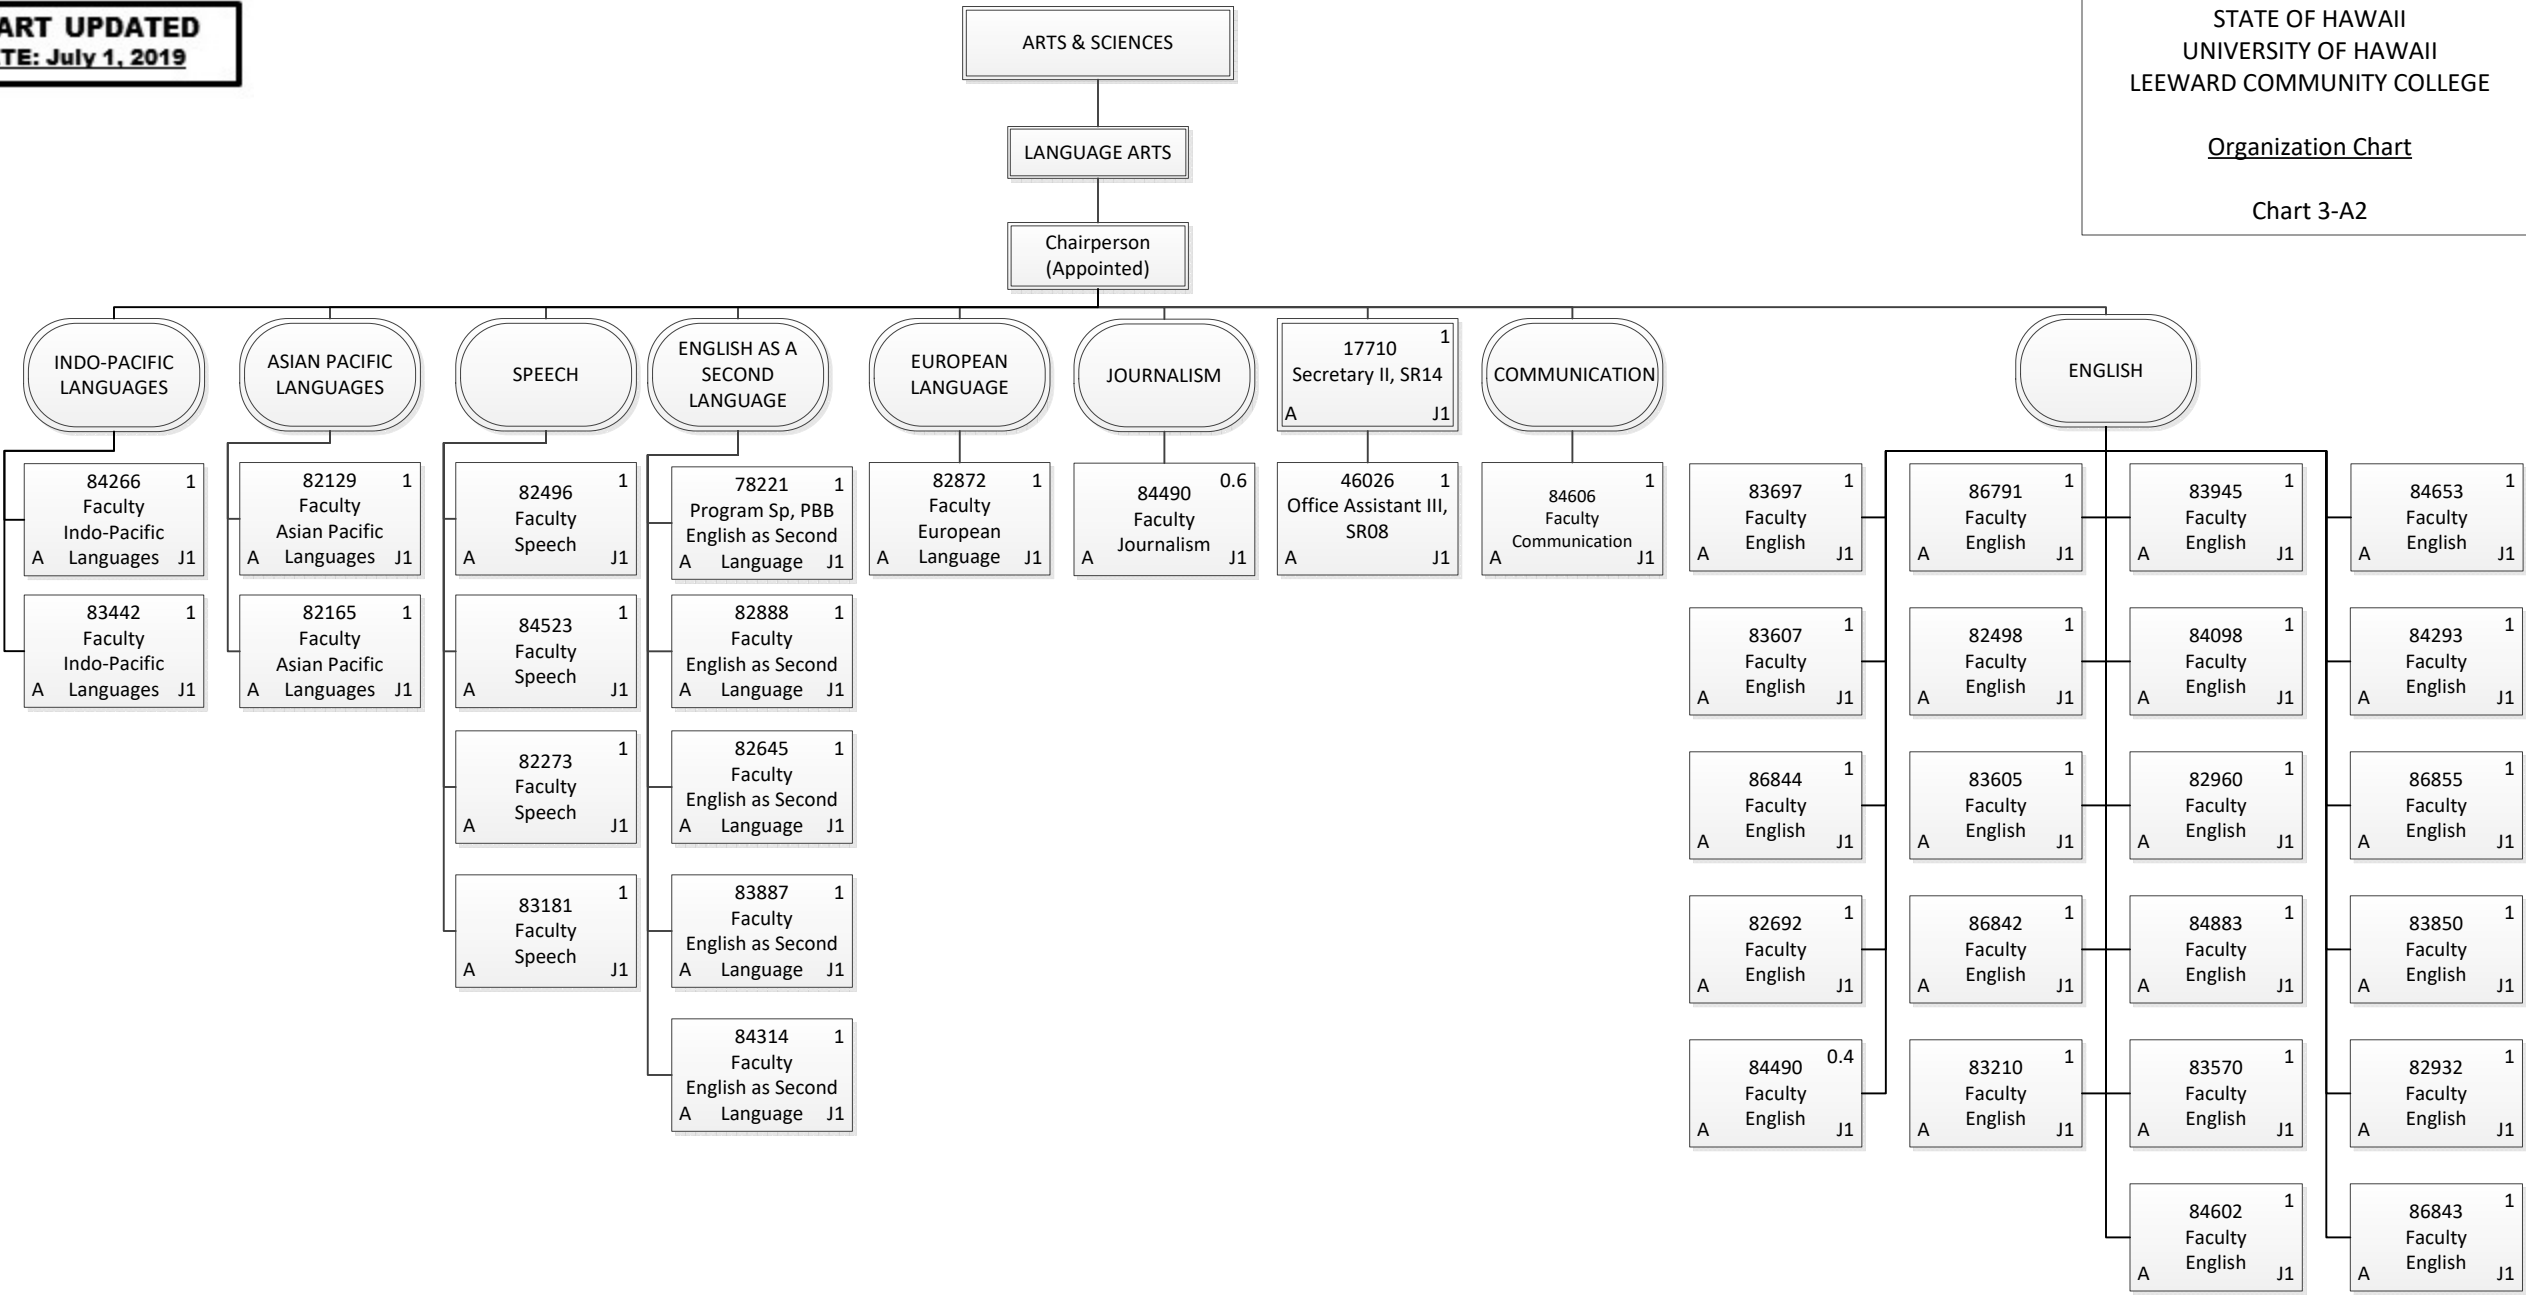 ART UPDATED
TE: July 1, 2019
STATE OF HAWAII
UNIVERSITY OF HAWAII
LEEWARD COMMUNITY COLLEGE
Organization Chart
Chart 3-A2
ARTS & SCIENCES
LANGUAGE ARTS
Chairperson
(Appointed)
INDO-PACIFIC
LANGUAGES
84266 1
Faculty
Indo-Pacific
A Languages J1
83442 1
Faculty
Indo-Pacific
A Languages J1
ASIAN PACIFIC
LANGUAGES
82129 1
Faculty
Asian Pacific
A Languages J1
82165 1
Faculty
Asian Pacific
A Languages J1
SPEECH
1
82496
Faculty
Speech
A J1
1
84523
Faculty
Speech
A J1
1
82273
Faculty
Speech
A J1
1
83181
Faculty
Speech
A J1
ENGLISH AS A
SECOND
LANGUAGE
78221 1
Program Sp, PBB
English as Second
A Language J1
82888 1
Faculty
English as Second
A Language J1
82645 1
Faculty
English as Second
A Language J1
83887 1
Faculty
English as Second
A Language J1
84314 1
Faculty
English as Second
A Language J1
EUROPEAN
LANGUAGE
82872 1
Faculty
European
A Language J1
JOURNALISM
0.6
84490
Faculty
Journalism
A J1
1
17710
Secretary II, SR14
A J1
46026 1
Office Assistant III,
SR08
A J1
COMMUNICATION
1
84606
Faculty
Communication
A J1
ENGLISH
1
83697
Faculty
English
A J1
1
83607
Faculty
English
A J1
1
86844
Faculty
English
A J1
1
82692
Faculty
English
A J1
0.4
84490
Faculty
English
A J1
1
86791
Faculty
English
A J1
1
82498
Faculty
English
A J1
1
83605
Faculty
English
A J1
1
86842
Faculty
English
A J1
1
83210
Faculty
English
A J1
1
83945
Faculty
English
A J1
1
84098
Faculty
English
A J1
1
82960
Faculty
English
A J1
1
84883
Faculty
English
A J1
1
83570
Faculty
English
A J1
1
84602
Faculty
English
A J1
1
84653
Faculty
English
A J1
1
84293
Faculty
English
A J1
1
86855
Faculty
English
A J1
1
83850
Faculty
English
A J1
1
82932
Faculty
English
A J1
1
86843
Faculty
English
A J1